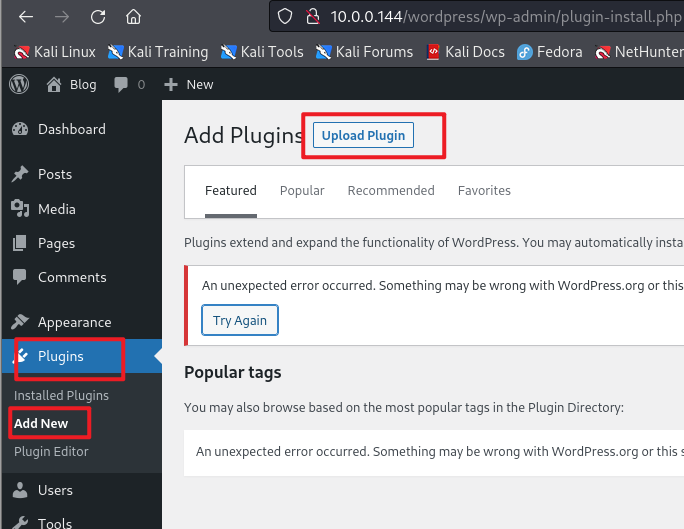 10.0.0.144/wordpress/wp-admin/plugin-install.php
Kali Linux Kali Training Kali Tools Kali Forums Kali Docs Fedora NetHunter
Blog 0 New
Dashboard
Posts
Media
Pages
Comments
Appearance
Plugins
Installed Plugins
Add New
Plugin Editor
Users
Tools
Add Plugins Upload Plugin
Featured Popular Recommended Favorites
Plugins extend and expand the functionality of WordPress. You may automatically insta
An unexpected error occurred. Something may be wrong with WordPress.org or this
Try Again
Popular tags
You may also browse based on the most popular tags in the Plugin Directory:
An unexpected error occurred. Something may be wrong with WordPress.org or this s